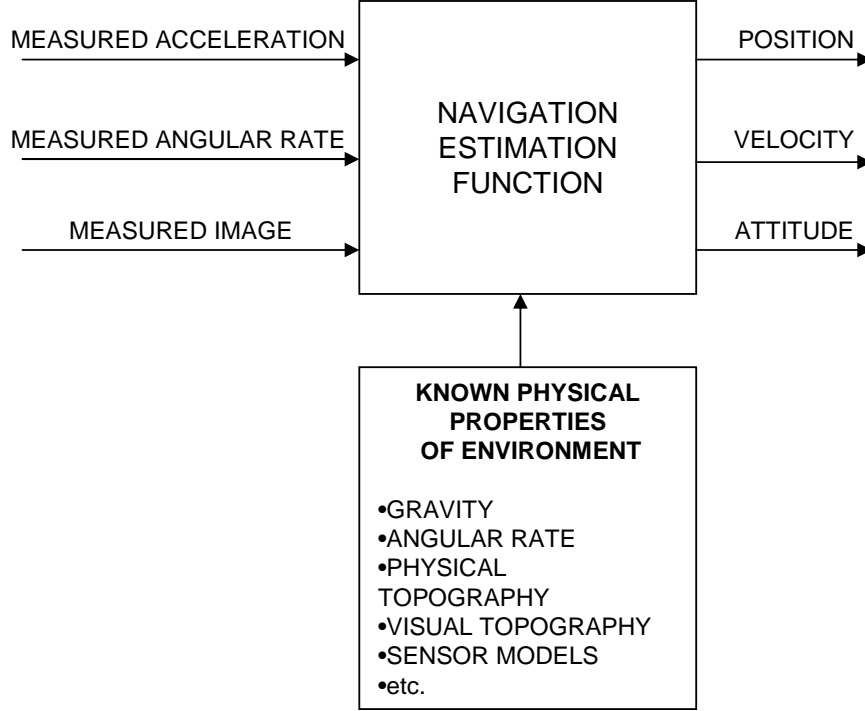 MEASURED ACCELERATION
MEASURED ANGULAR RATE
MEASURED IMAGE
NAVIGATION
ESTIMATION
FUNCTION
POSITION
VELOCITY
ATTITUDE
KNOWN PHYSICAL
PROPERTIES
OF ENVIRONMENT
•GRAVITY
•ANGULAR RATE
•PHYSICAL
TOPOGRAPHY
•VISUAL TOPOGRAPHY
•SENSOR MODELS
•etc.